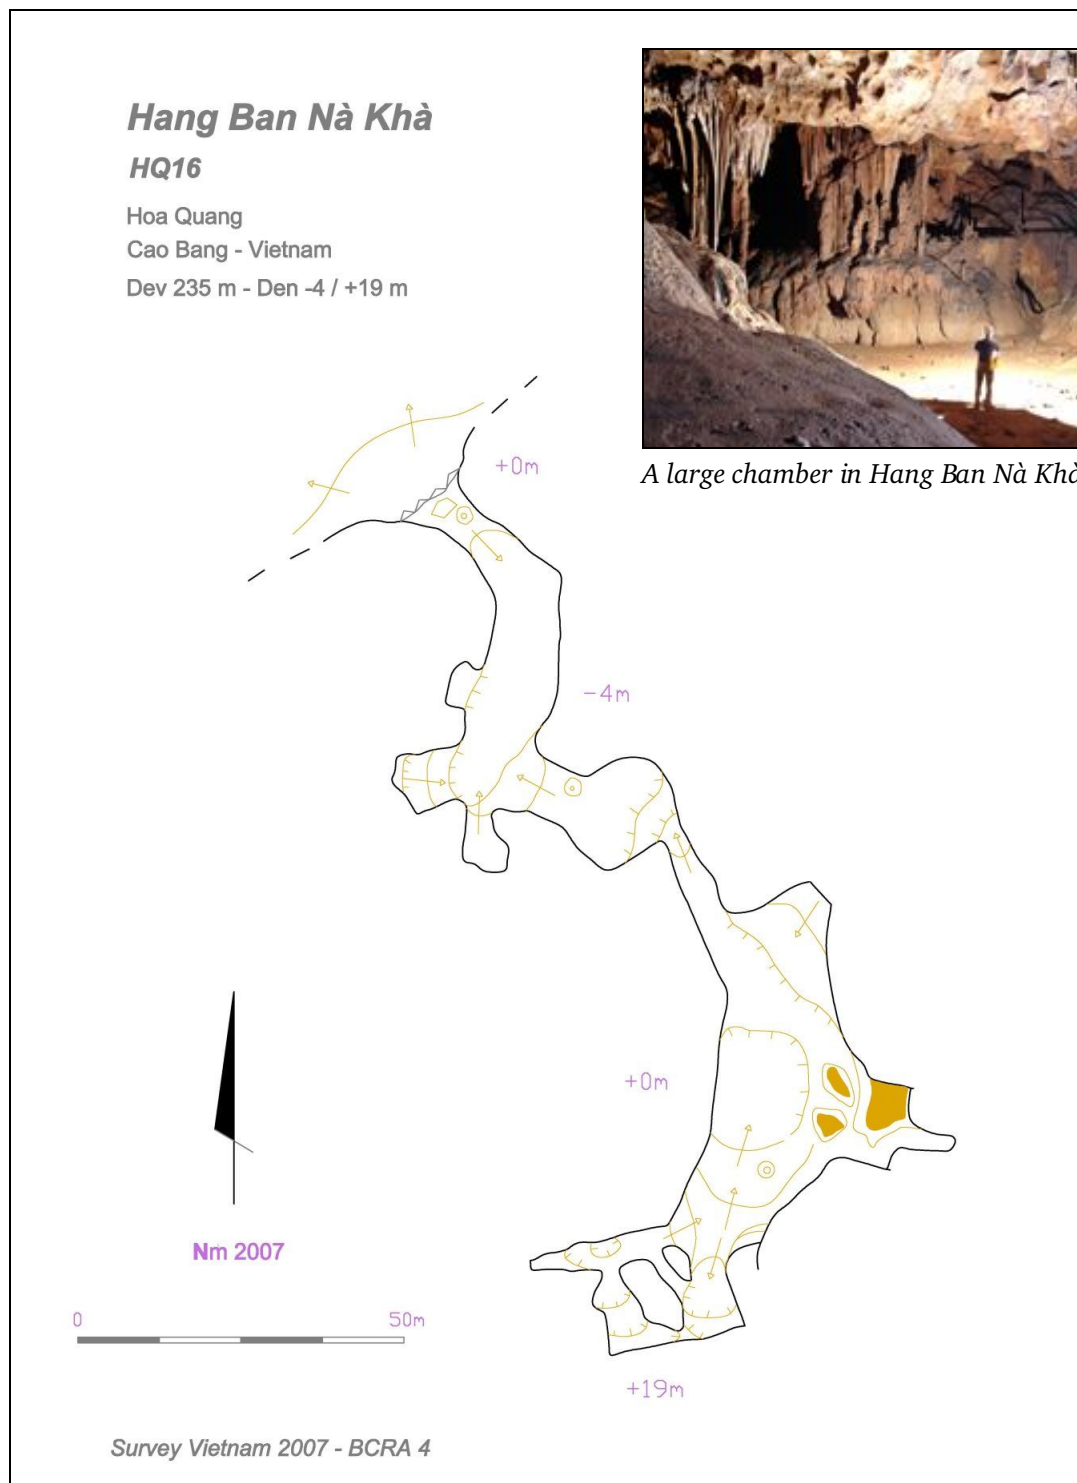 Hang Ban Nà Khà
HQ16
Hoa Quang
Cao Bang - Vietnam
Dev 235 m - Den -4 / +19 m
A large chamber in Hang Ban Nà Khà
+0m
-4m
+0m
Nm 2007
0 50m
+19m
Survey Vietnam 2007 - BCRA 4